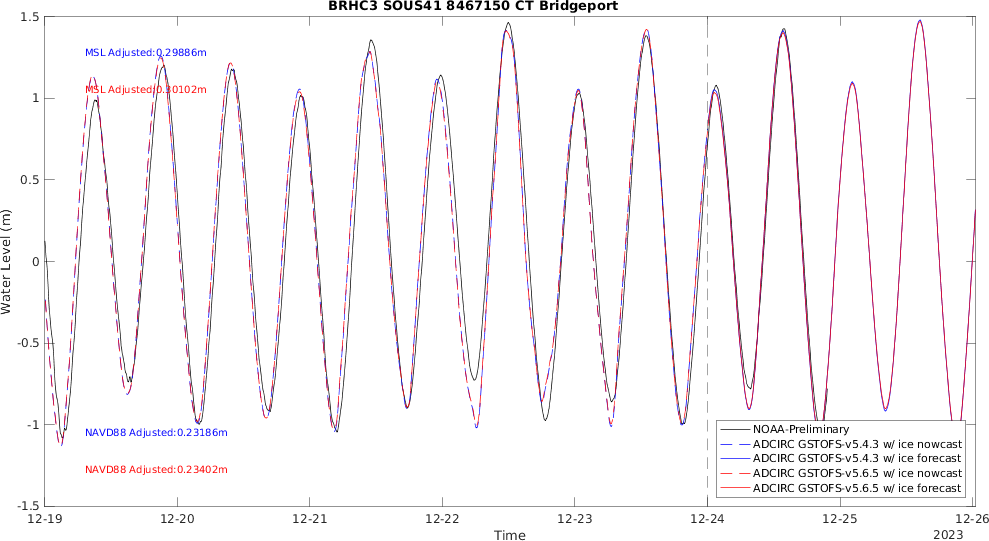 BRHC3 SOUS41 8467150 CT Bridgeport
1.5
1
0.5
0
-0.5
-1
-1.5
Water Level (m)
MSL Adjusted:0.29886m
MSL Adjusted:0.30102m
NAVD88 Adjusted:0.23186m
NAVD88 Adjusted:0.23402m
NOAA-Preliminary
ADCIRC GSTOFS-v5.4.3 w/ ice nowcast
ADCIRC GSTOFS-v5.4.3 w/ ice forecast
ADCIRC GSTOFS-v5.6.5 w/ ice nowcast
ADCIRC GSTOFS-v5.6.5 w/ ice forecast
12-19 12-20 12-21 12-22 12-23 12-24 12-25 12-26
Time
2023